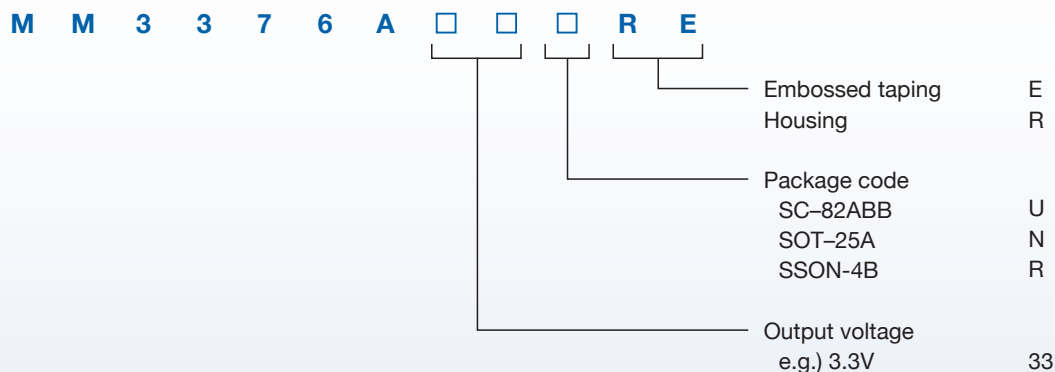 M M 3 3 7 6 A □ □ □ R E
Embossed taping E
Housing R
Package code
SC–82ABB U
SOT–25A N
SSON-4B R
Output voltage
e.g.) 3.3V 33